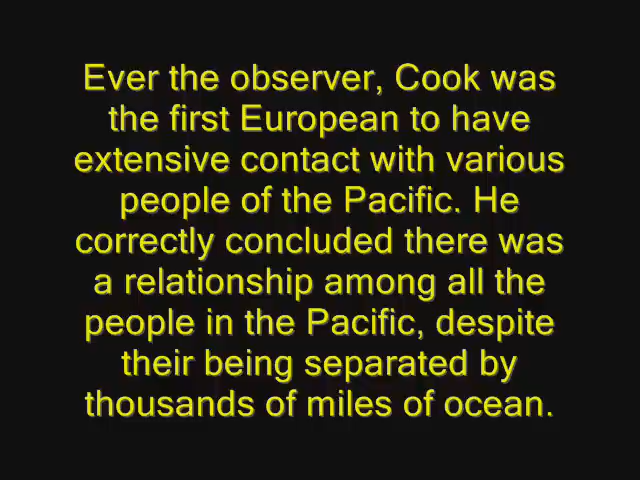 Ever the observer, Cook was
the first European to have
extensive contact with various
people of the Pacific. He
correctly concluded there was
a relationship among all the
people in the Pacific, despite
their being separated by
thousands of miles of ocean.